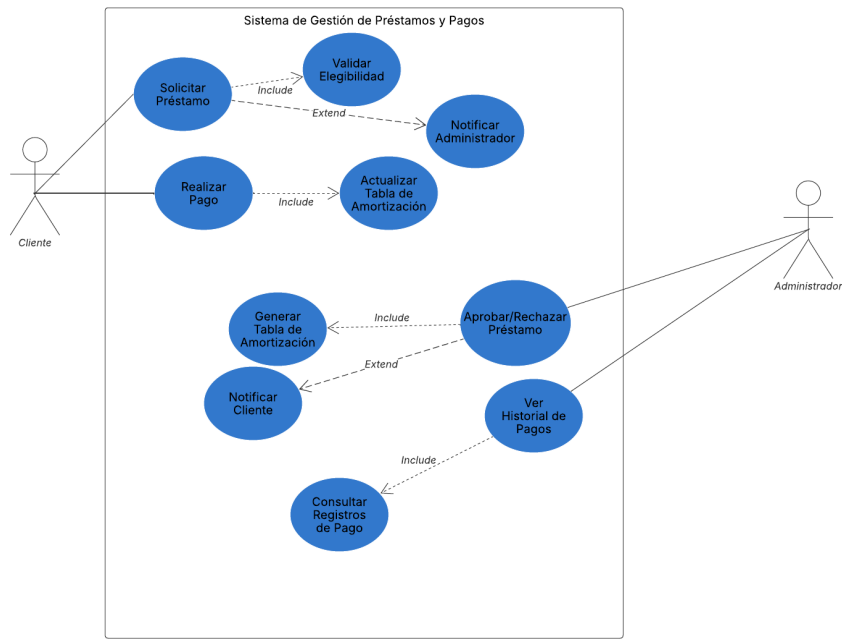 Sistema de Gestión de Préstamos y Pagos
Validar
Elegibilidad
Solicitar
Préstamo
Include
Extend
Notificar
Administrador
Realizar
Pago
Include
Actualizar
Tabla de
Amortización
Cliente
Administrador
Generar
Tabla de
Amortización
Include
Aprobar/Rechazar
Préstamo
Extend
Notificar
Cliente
Ver
Historial de
Pagos
Include
Consultar
Registros
de Pago